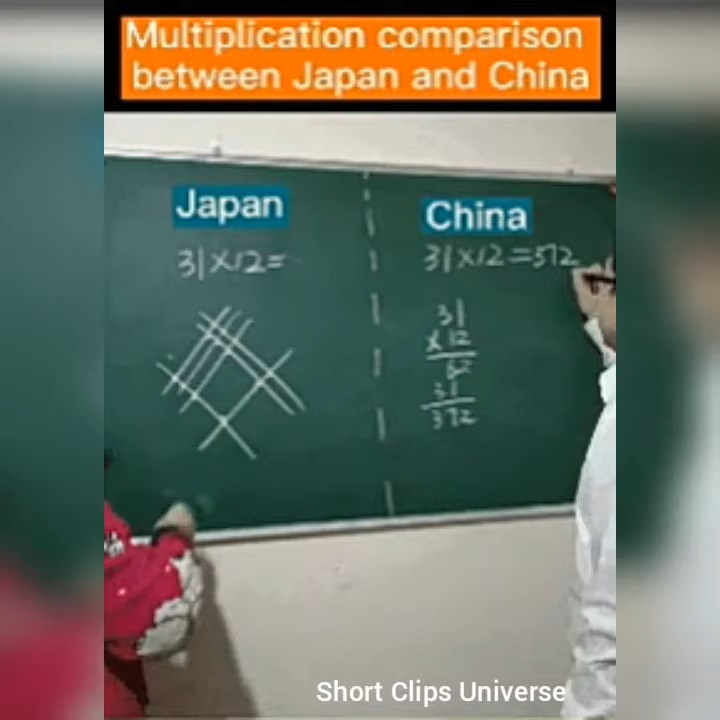 Multiplication comparison
between Japan and China
Japan
31×12=
China
31×12=372
31
×12
62
31
372
Short Clips Universe